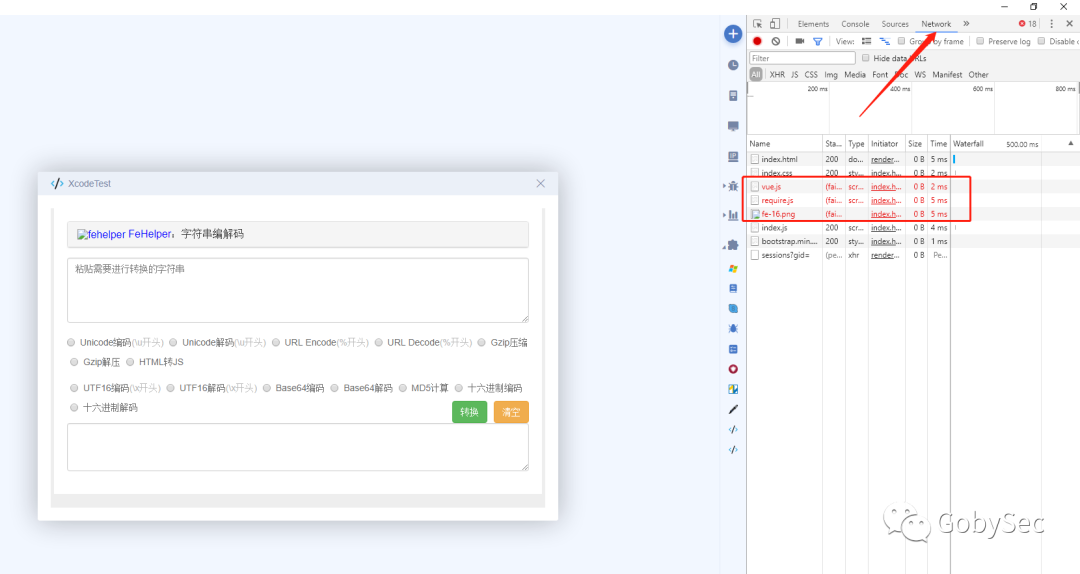 Elements Console Sources Network » 18
View: Group by frame Preserve log Disable
Filter Hide data URLs
All XHR JS CSS Img Media Font Doc WS Manifest Other
200 ms 400 ms 600 ms 800 ms
Name Sta... Type Initiator Size Time Waterfall 500.00 ms
index.html 200 do... render... 0 B 5 ms
index.css 200 sty... index.h... 0 B 2 ms
vue.js (fai... scr... index.h... 0 B 2 ms
require.js (fai... scr... index.h... 0 B 5 ms
fe-16.png (fai... index.h... 0 B 5 ms
index.js 200 scr... index.h... 0 B 4 ms
bootstrap.min.... 200 sty... index.h... 0 B 1 ms
sessions?gid= (pe... xhr render... 0 B Pe...
</> XcodeTest
fehelper FeHelper：字符串编解码
粘贴需要进行转换的字符串
Unicode编码(\u开头) Unicode解码(\u开头) URL Encode(%开头) URL Decode(%开头) Gzip压缩
Gzip解压 HTML转JS
UTF16编码(\x开头) UTF16解码(\x开头) Base64编码 Base64解码 MD5计算 十六进制编码
十六进制解码
转换 清空
GobySec